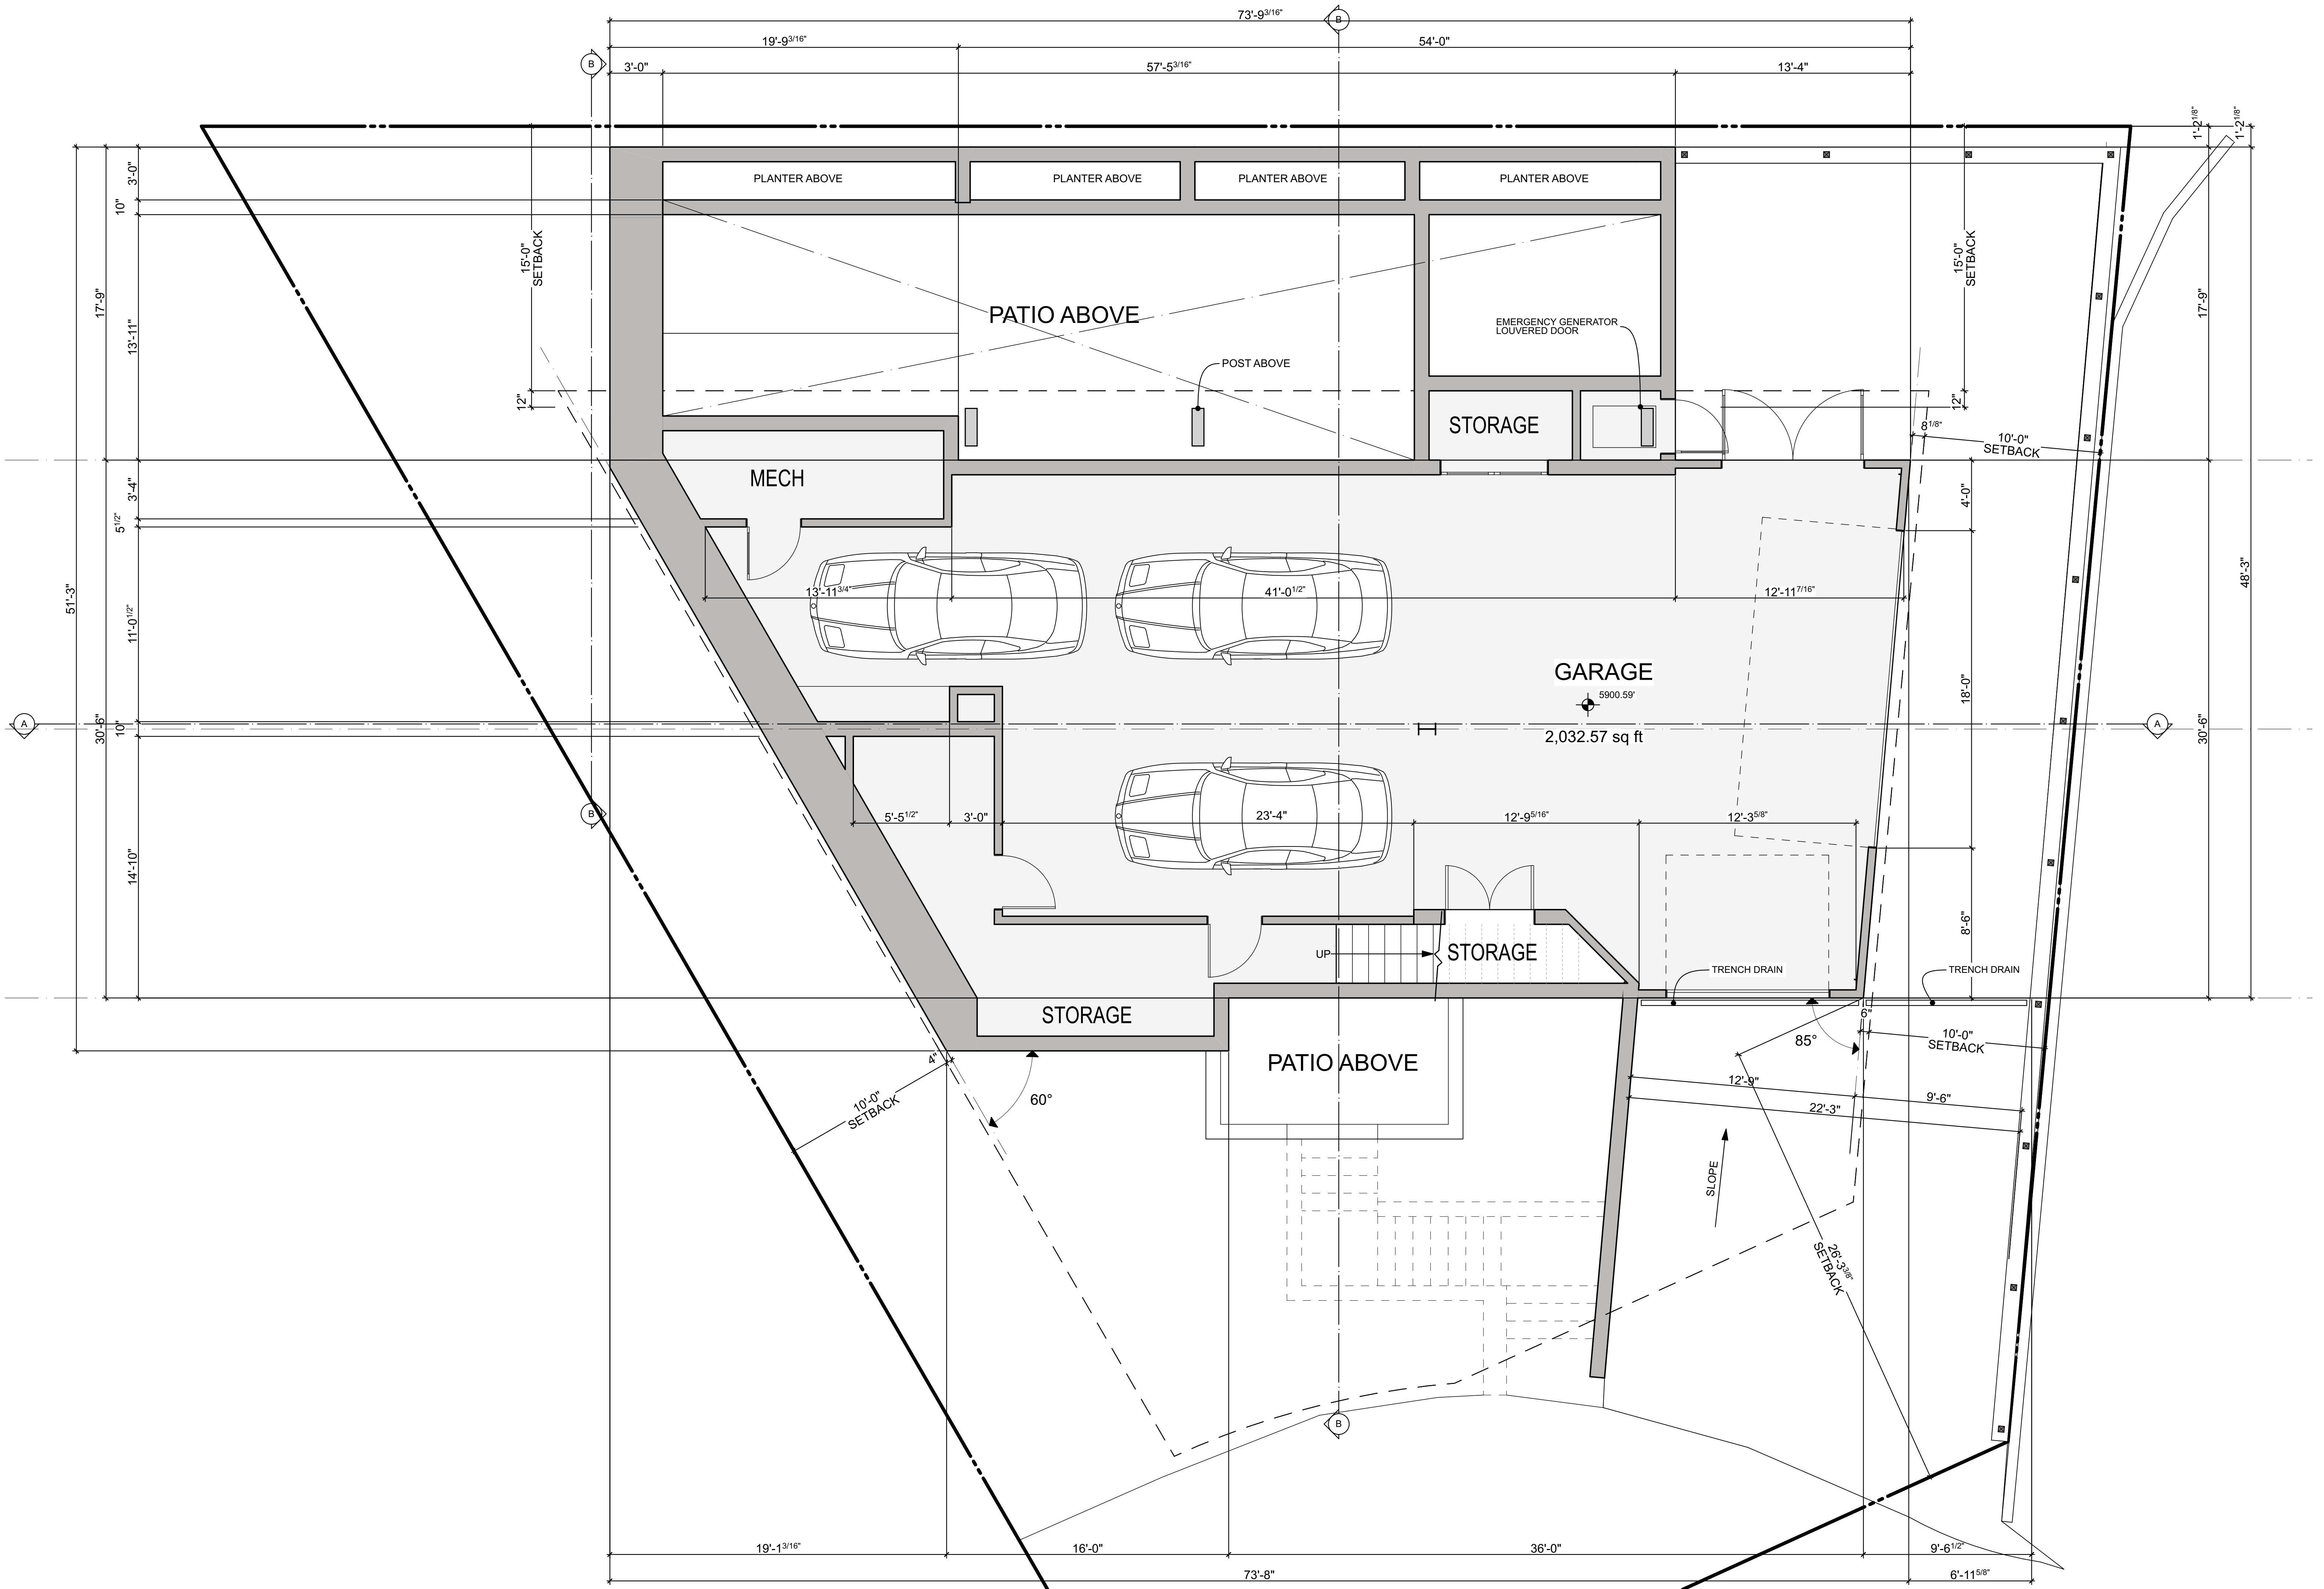 73'-9 3/16"
B
19'-9 3/16"
54'-0"
B
3'-0"
57'-5 3/16"
13'-4"
1'-2 1/8"
1'-2 1/8"
3'-0"
PLANTER ABOVE
PLANTER ABOVE
PLANTER ABOVE
PLANTER ABOVE
10"
15'-0"
SETBACK
15'-0"
SETBACK
17'-9"
17'-9"
13'-11"
PATIO ABOVE
EMERGENCY GENERATOR
LOUVERED DOOR
POST ABOVE
12"
12"
8 1/8"
STORAGE
10'-0"
SETBACK
MECH
3'-4"
4'-0"
5 1/2"
51'-3"
48'-3"
13'-11 3/4"
41'-0 1/2"
12'-11 7/16"
11'-0 1/2"
GARAGE
5900.59'
18'-0"
A
30'-6"
10"
A
30'-6"
2,032.57 sq ft
B
5'-5 1/2"
3'-0"
23'-4"
12'-9 5/16"
12'-3 5/8"
14'-10"
8'-6"
UP
STORAGE
TRENCH DRAIN
TRENCH DRAIN
STORAGE
6"
85°
10'-0"
SETBACK
4"
PATIO ABOVE
60°
10'-0"
SETBACK
12'-9"
9'-6"
22'-3"
SLOPE
26'-3 3/8"
SETBACK
B
19'-1 3/16"
16'-0"
36'-0"
9'-6 1/2"
73'-8"
6'-11 5/8"